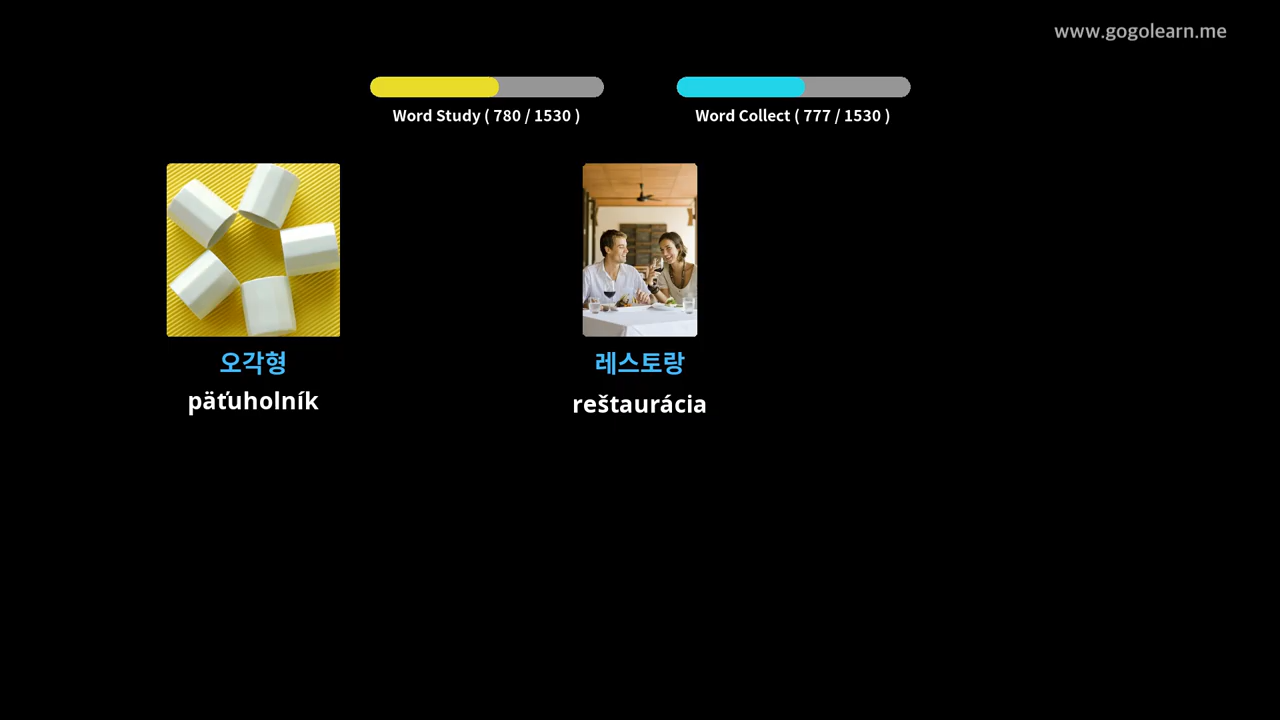 www.gogolearn.me
Word Study ( 780 / 1530 )
Word Collect ( 777 / 1530 )
오각형
päťuholník
레스토랑
reštaurácia